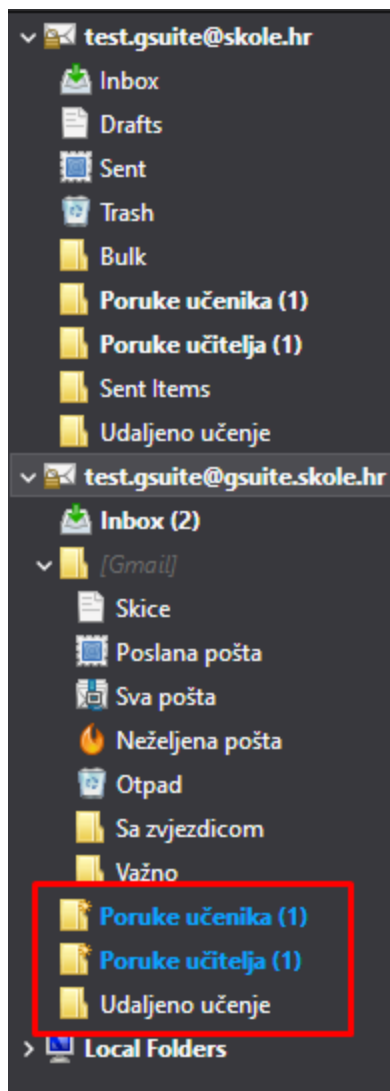 test.gsuite@skole.hr
Inbox
Drafts
Sent
Trash
Bulk
Poruke učenika (1)
Poruke učitelja (1)
Sent Items
Udaljeno učenje
test.gsuite@gsuite.skole.hr
Inbox (2)
[Gmail]
Skice
Poslana pošta
Sva pošta
Neželjena pošta
Otpad
Sa zvjezdicom
Važno
Poruke učenika (1)
Poruke učitelja (1)
Udaljeno učenje
Local Folders